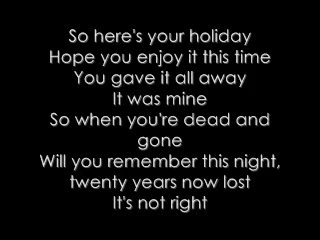 So here's your holiday
Hope you enjoy it this time
You gave it all away
It was mine
So when you're dead and
gone
Will you remember this night,
twenty years now lost
It's not right